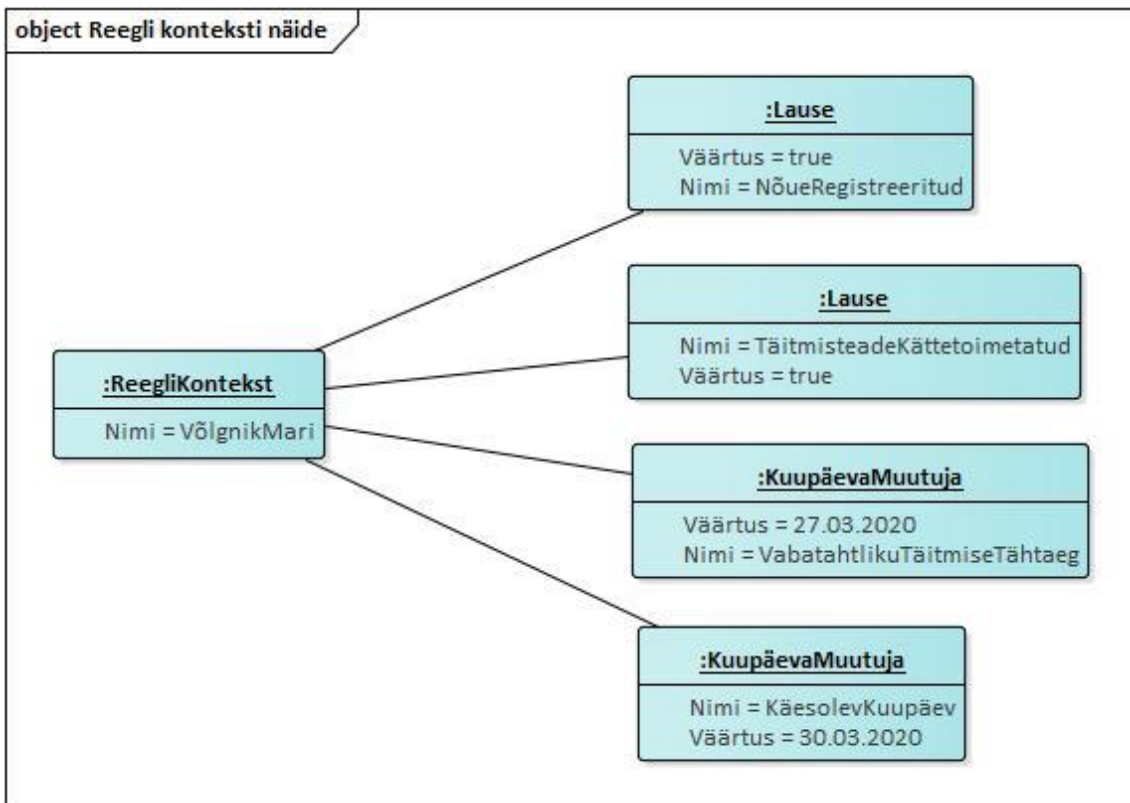 object Reegli konteksti näide
:Lause
Väärtus = true
Nimi = NõueRegistreeritud
:Lause
Nimi = TäitmisteadeKättetoimetatud
Väärtus = true
:ReegliKontekst
Nimi = VõlgnikMari
:KuupäevaMuutuja
Väärtus = 27.03.2020
Nimi = VabatahtlikuTäitmiseTähtaeg
:KuupäevaMuutuja
Nimi = KäesolevKuupäev
Väärtus = 30.03.2020